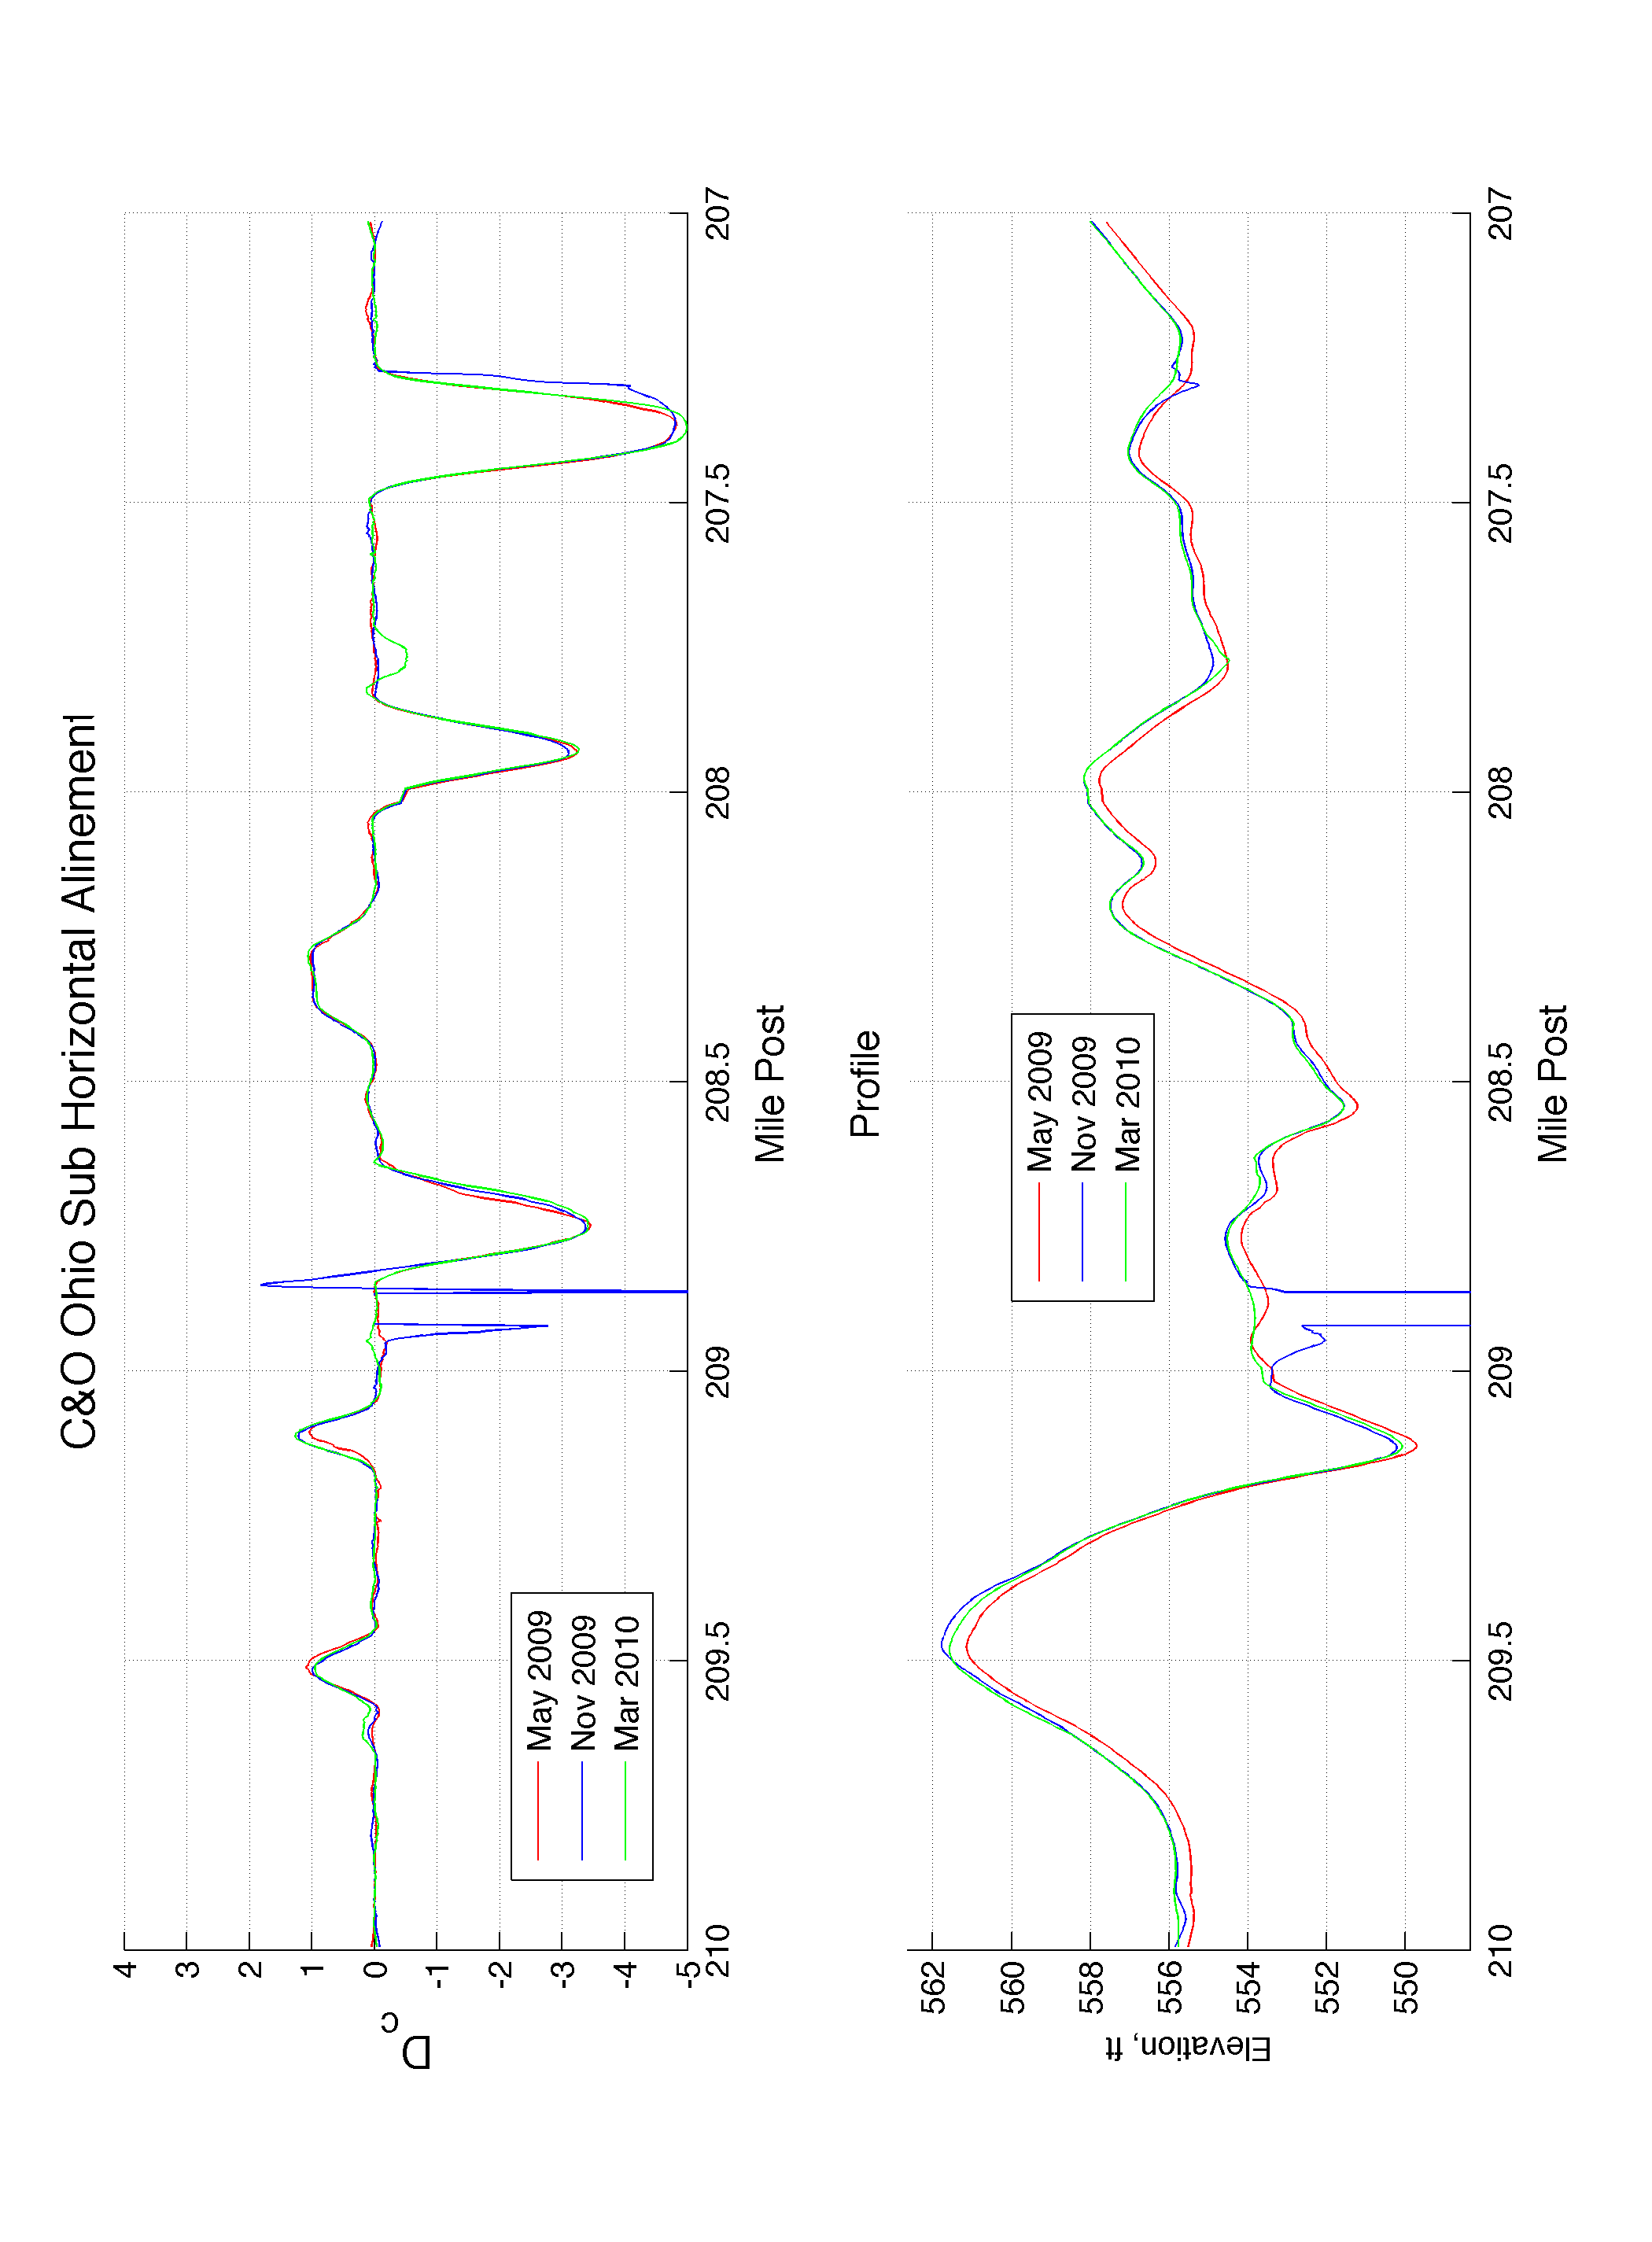 C&O Ohio Sub Horizontal Alinement
4
3
2
1
0
-1
-2
-3
-4
-5
Dc
210
209.5
209
208.5
208
207.5
207
Mile Post
May 2009
Nov 2009
Mar 2010
Profile
562
560
558
556
554
552
550
Elevation, ft
210
209.5
209
208.5
208
207.5
207
Mile Post
May 2009
Nov 2009
Mar 2010